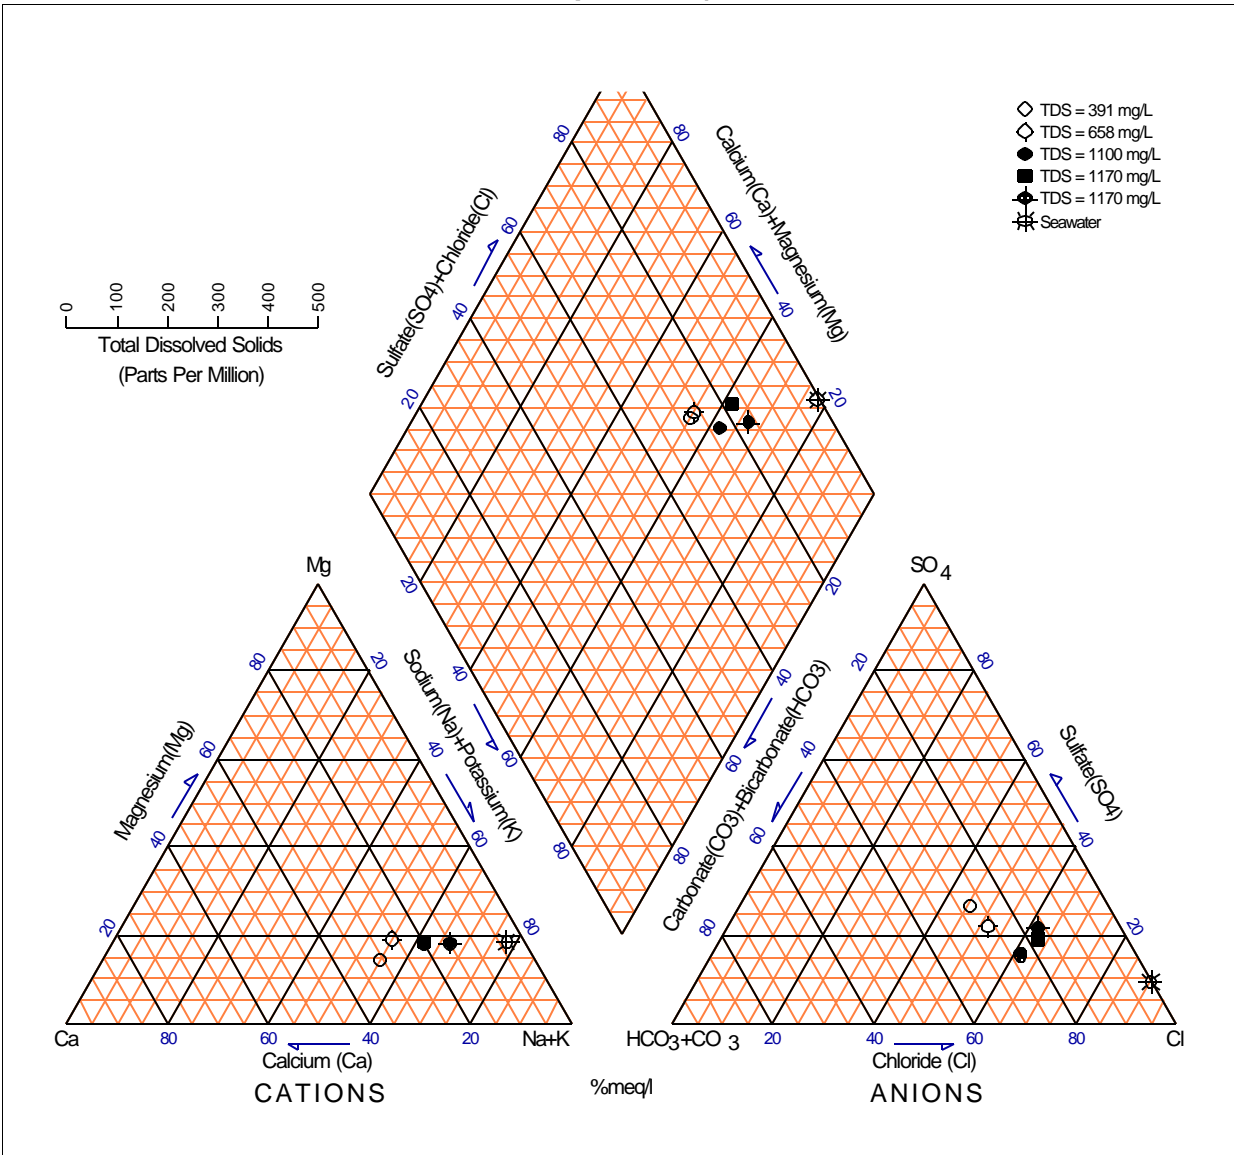 TDS = 391 mg/L
TDS = 658 mg/L
TDS = 1100 mg/L
TDS = 1170 mg/L
TDS = 1170 mg/L
Seawater
80
80
60
60
40
40
20
20
Sulfate(SO4)+Chloride(Cl)
Calcium(Ca)+Magnesium(Mg)
0 100 200 300 400 500
Total Dissolved Solids
(Parts Per Million)
20
20
40
40
60
60
80
80
Sodium(Na)+Potassium(K)
Carbonate(CO3)+Bicarbonate(HCO3)
Mg
80
20
60
40
40
60
20
80
Magnesium(Mg)
Ca
80
60
40
20
Na+K
Calcium (Ca)
CATIONS
%meq/l
SO4
20
80
40
60
60
40
80
20
Sulfate(SO4)
HCO3+CO3
20
40
60
80
Cl
Chloride (Cl)
ANIONS